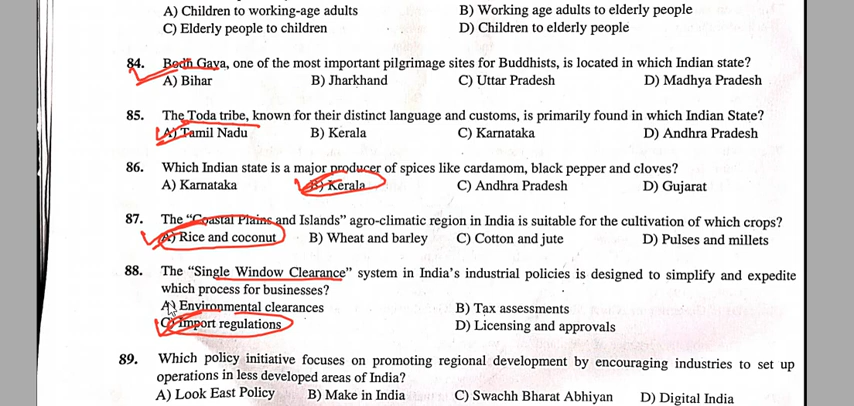 A) Children to working-age adults B) Working age adults to elderly people
C) Elderly people to children D) Children to elderly people
84. Bodh Gaya, one of the most important pilgrimage sites for Buddhists, is located in which Indian state?
A) Bihar B) Jharkhand C) Uttar Pradesh D) Madhya Pradesh
85. The Toda tribe, known for their distinct language and customs, is primarily found in which Indian State?
A) Tamil Nadu B) Kerala C) Karnataka D) Andhra Pradesh
86. Which Indian state is a major producer of spices like cardamom, black pepper and cloves?
A) Karnataka B) Kerala C) Andhra Pradesh D) Gujarat
87. The “Coastal Plains and Islands” agro-climatic region in India is suitable for the cultivation of which crops?
A) Rice and coconut B) Wheat and barley C) Cotton and jute D) Pulses and millets
88. The “Single Window Clearance” system in India’s industrial policies is designed to simplify and expedite
which process for businesses?
A) Environmental clearances B) Tax assessments
C) Import regulations D) Licensing and approvals
89. Which policy initiative focuses on promoting regional development by encouraging industries to set up
operations in less developed areas of India?
A) Look East Policy B) Make in India C) Swachh Bharat Abhiyan D) Digital India